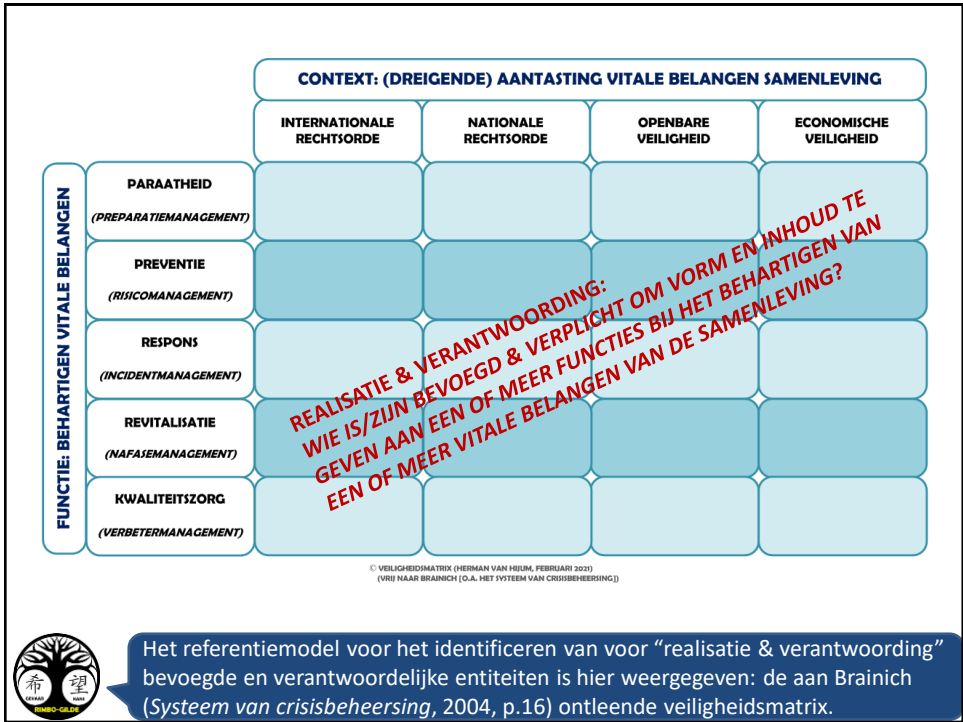 CONTEXT: (DREIGENDE) AANTASTING VITALE BELANGEN SAMENLEVING
INTERNATIONALE
RECHTSORDE
NATIONALE
RECHTSORDE
OPENBARE
VEILIGHEID
ECONOMISCHE
VEILIGHEID
FUNCTIE: BEHARTIGEN VITALE BELANGEN
PARAATHEID
(PREPARATIEMANAGEMENT)
PREVENTIE
(RISICOMANAGEMENT)
RESPONS
(INCIDENTMANAGEMENT)
REVITALISATIE
(NAFASEMANAGEMENT)
KWALITEITSZORG
(VERBETERMANAGEMENT)
REALISATIE & VERANTWOORDING:
WIE IS/ZIJN BEVOEGD & VERPLICHT OM VORM EN INHOUD TE
GEVEN AAN EEN OF MEER FUNCTIES BIJ HET BEHARTIGEN VAN
EEN OF MEER VITALE BELANGEN VAN DE SAMENLEVING?
© VEILIGHEIDSMATRIX (HERMAN VAN HIJUM, FEBRUARI 2021)
(VRIJ NAAR BRAINICH [O.A. HET SYSTEEM VAN CRISISBEHEERSING])
希 望
GEVAAR KANS
RIMBO-GILDE
Het referentiemodel voor het identificeren van voor “realisatie & verantwoording”
bevoegde en verantwoordelijke entiteiten is hier weergegeven: de aan Brainich
(Systeem van crisisbeheersing, 2004, p.16) ontleende veiligheidsmatrix.